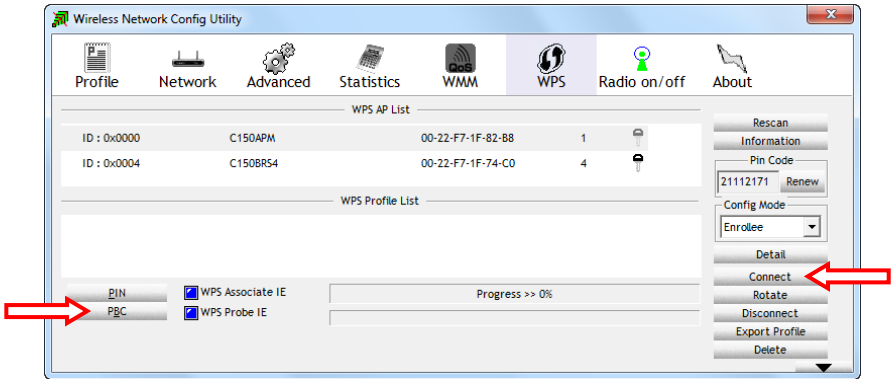 Wireless Network Config Utility
Profile Network Advanced Statistics QoS WMM WPS Radio on/off About
WPS AP List
ID : 0x0000 C150APM 00-22-F7-1F-82-B8 1
ID : 0x0004 C150BRS4 00-22-F7-1F-74-C0 4
WPS Profile List
Rescan
Information
Pin Code
21112171 Renew
Config Mode
Enrollee
Detail
Connect
Rotate
Disconnect
Export Profile
Delete
PIN WPS Associate IE Progress >> 0%
PBC WPS Probe IE